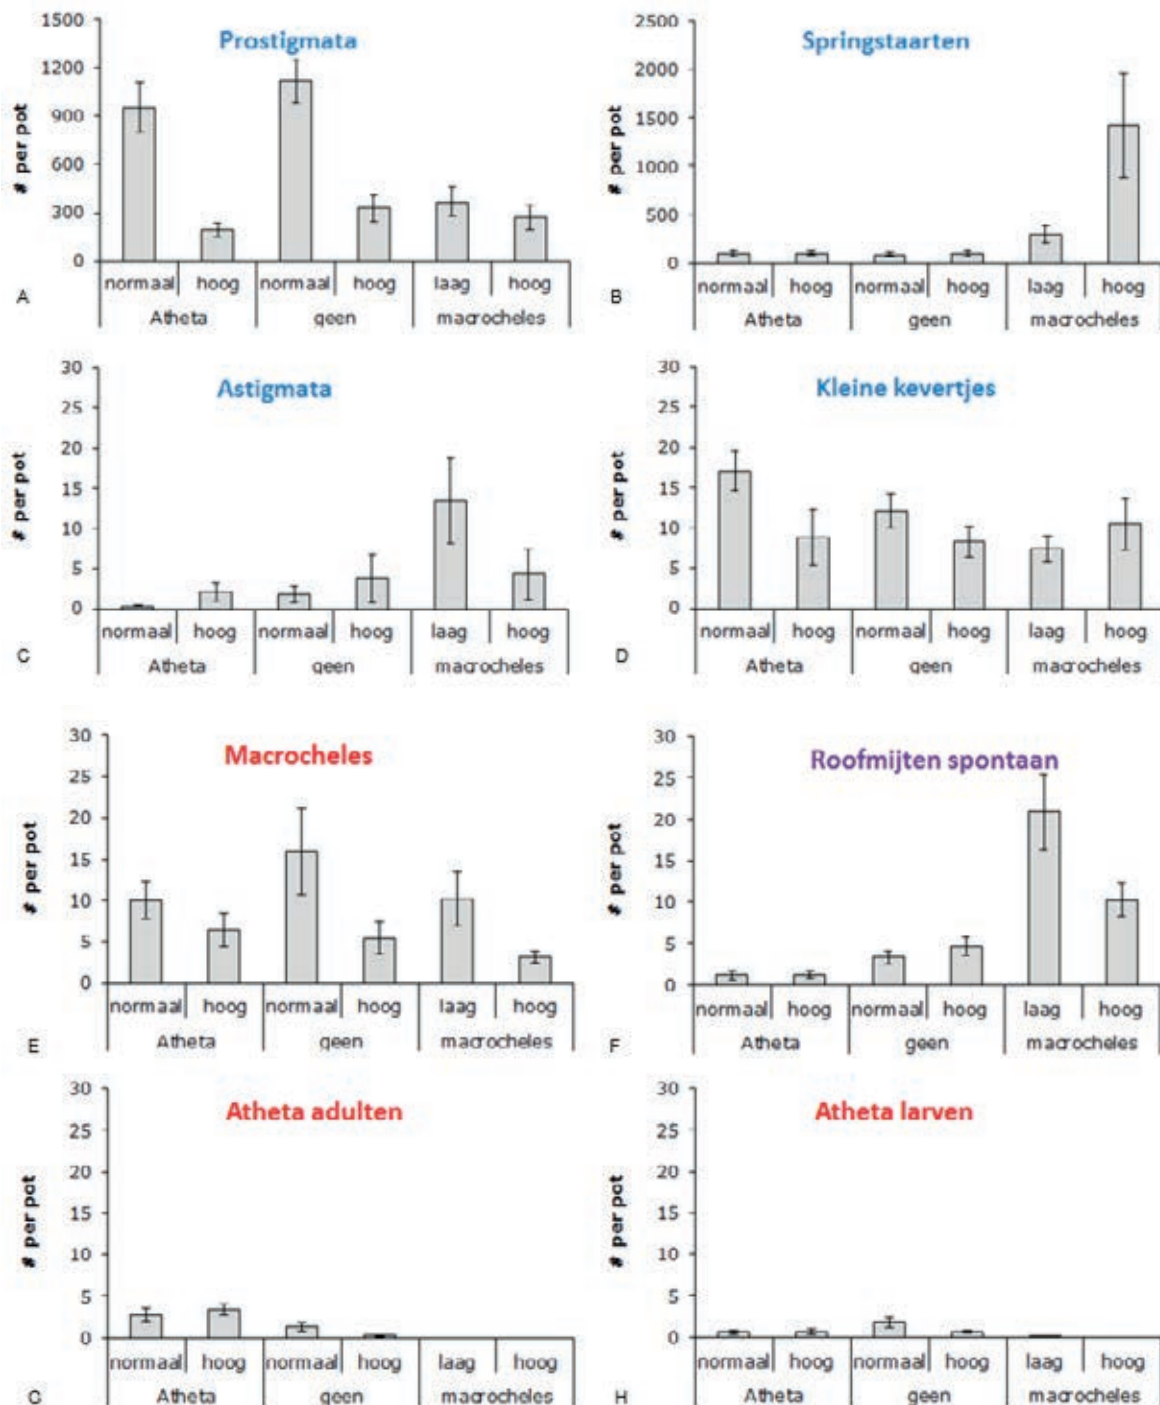 Prostigmata
# per pot
1500
1200
900
600
300
0
normaal hoog normaal hoog laag hoog
Atheta geen macrocheles
A
Springstaarten
# per pot
2500
2000
1500
1000
500
0
normaal hoog normaal hoog laag hoog
Atheta geen macrocheles
B
Astigmata
# per pot
30
25
20
15
10
5
0
normaal hoog normaal hoog laag hoog
Atheta geen macrocheles
C
Kleine kevertjes
# per pot
30
25
20
15
10
5
0
normaal hoog normaal hoog laag hoog
Atheta geen macrocheles
D
Macrocheles
# per pot
30
25
20
15
10
5
0
normaal hoog normaal hoog laag hoog
Atheta geen macrocheles
E
Roofmijten spontaan
# per pot
30
25
20
15
10
5
0
normaal hoog normaal hoog laag hoog
Atheta geen macrocheles
F
Atheta adulten
# per pot
30
25
20
15
10
5
0
normaal hoog normaal hoog laag hoog
Atheta geen macrocheles
G
Atheta larven
# per pot
30
25
20
15
10
5
0
normaal hoog normaal hoog laag hoog
Atheta geen macrocheles
H